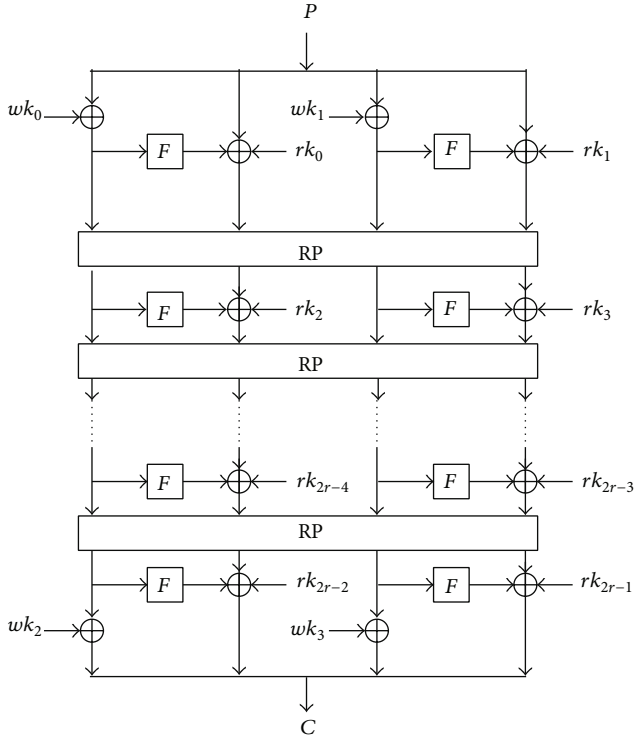 P
wk₀ wk₁
F rk₀ F rk₁
RP
F rk₂ F rk₃
RP
F rk₂ᵣ₋₄ F rk₂ᵣ₋₃
RP
F rk₂ᵣ₋₂ F rk₂ᵣ₋₁
wk₂ wk₃
C